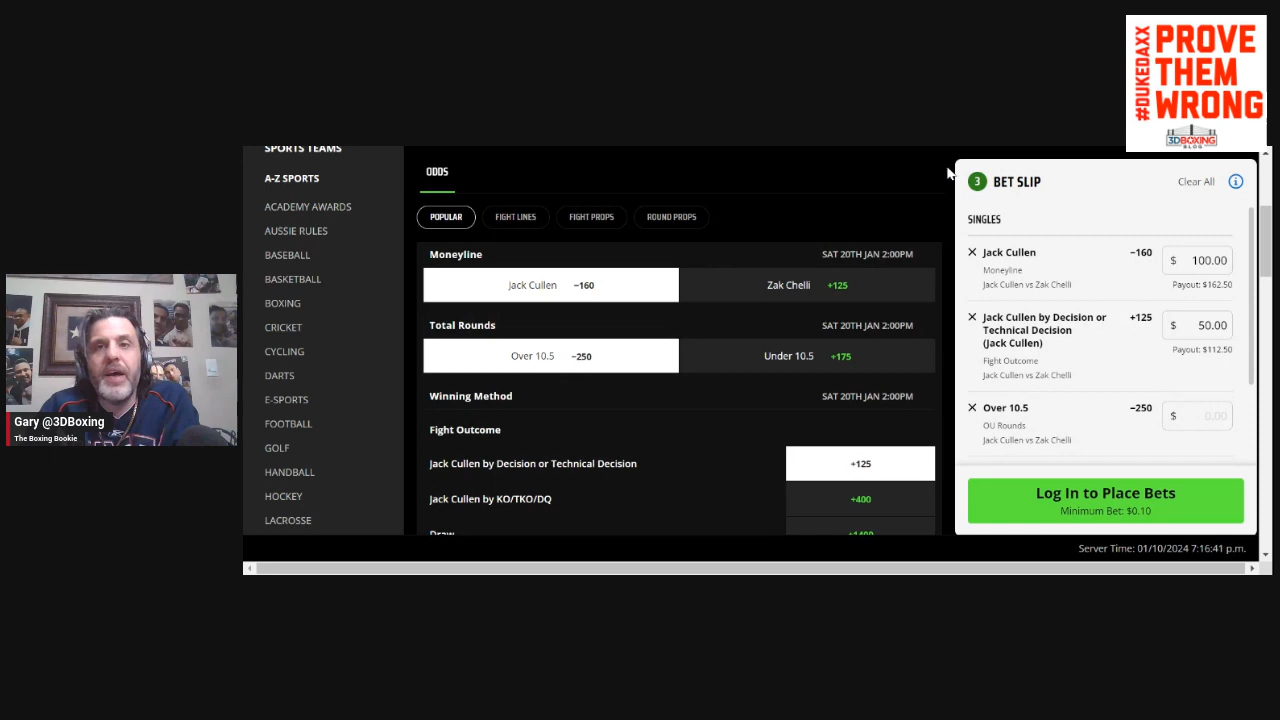 #DUKEDAXX
PROVE
THEM
WRONG
3DBOXING
BLOG
SPORTS TEAMS
A-Z SPORTS
ACADEMY AWARDS
AUSSIE RULES
BASEBALL
BASKETBALL
BOXING
CRICKET
CYCLING
DARTS
E-SPORTS
FOOTBALL
GOLF
HANDBALL
HOCKEY
LACROSSE
ODDS
POPULAR
FIGHT LINES
FIGHT PROPS
ROUND PROPS
Moneyline SAT 20TH JAN 2:00PM
Jack Cullen −160 Zak Chelli +125
Total Rounds SAT 20TH JAN 2:00PM
Over 10.5 −250 Under 10.5 +175
Winning Method SAT 20TH JAN 2:00PM
Fight Outcome
Jack Cullen by Decision or Technical Decision +125
Jack Cullen by KO/TKO/DQ +400
Draw +1400
3 BET SLIP Clear All
SINGLES
Jack Cullen −160 $ 100.00
Moneyline
Jack Cullen vs Zak Chelli Payout: $162.50
Jack Cullen by Decision or +125 $ 50.00
Technical Decision
(Jack Cullen) Payout: $112.50
Fight Outcome
Jack Cullen vs Zak Chelli
Over 10.5 −250 $ 0.00
OU Rounds
Jack Cullen vs Zak Chelli
Log In to Place Bets
Minimum Bet: $0.10
Server Time: 01/10/2024 7:16:41 p.m.
Gary @3DBoxing
The Boxing Bookie